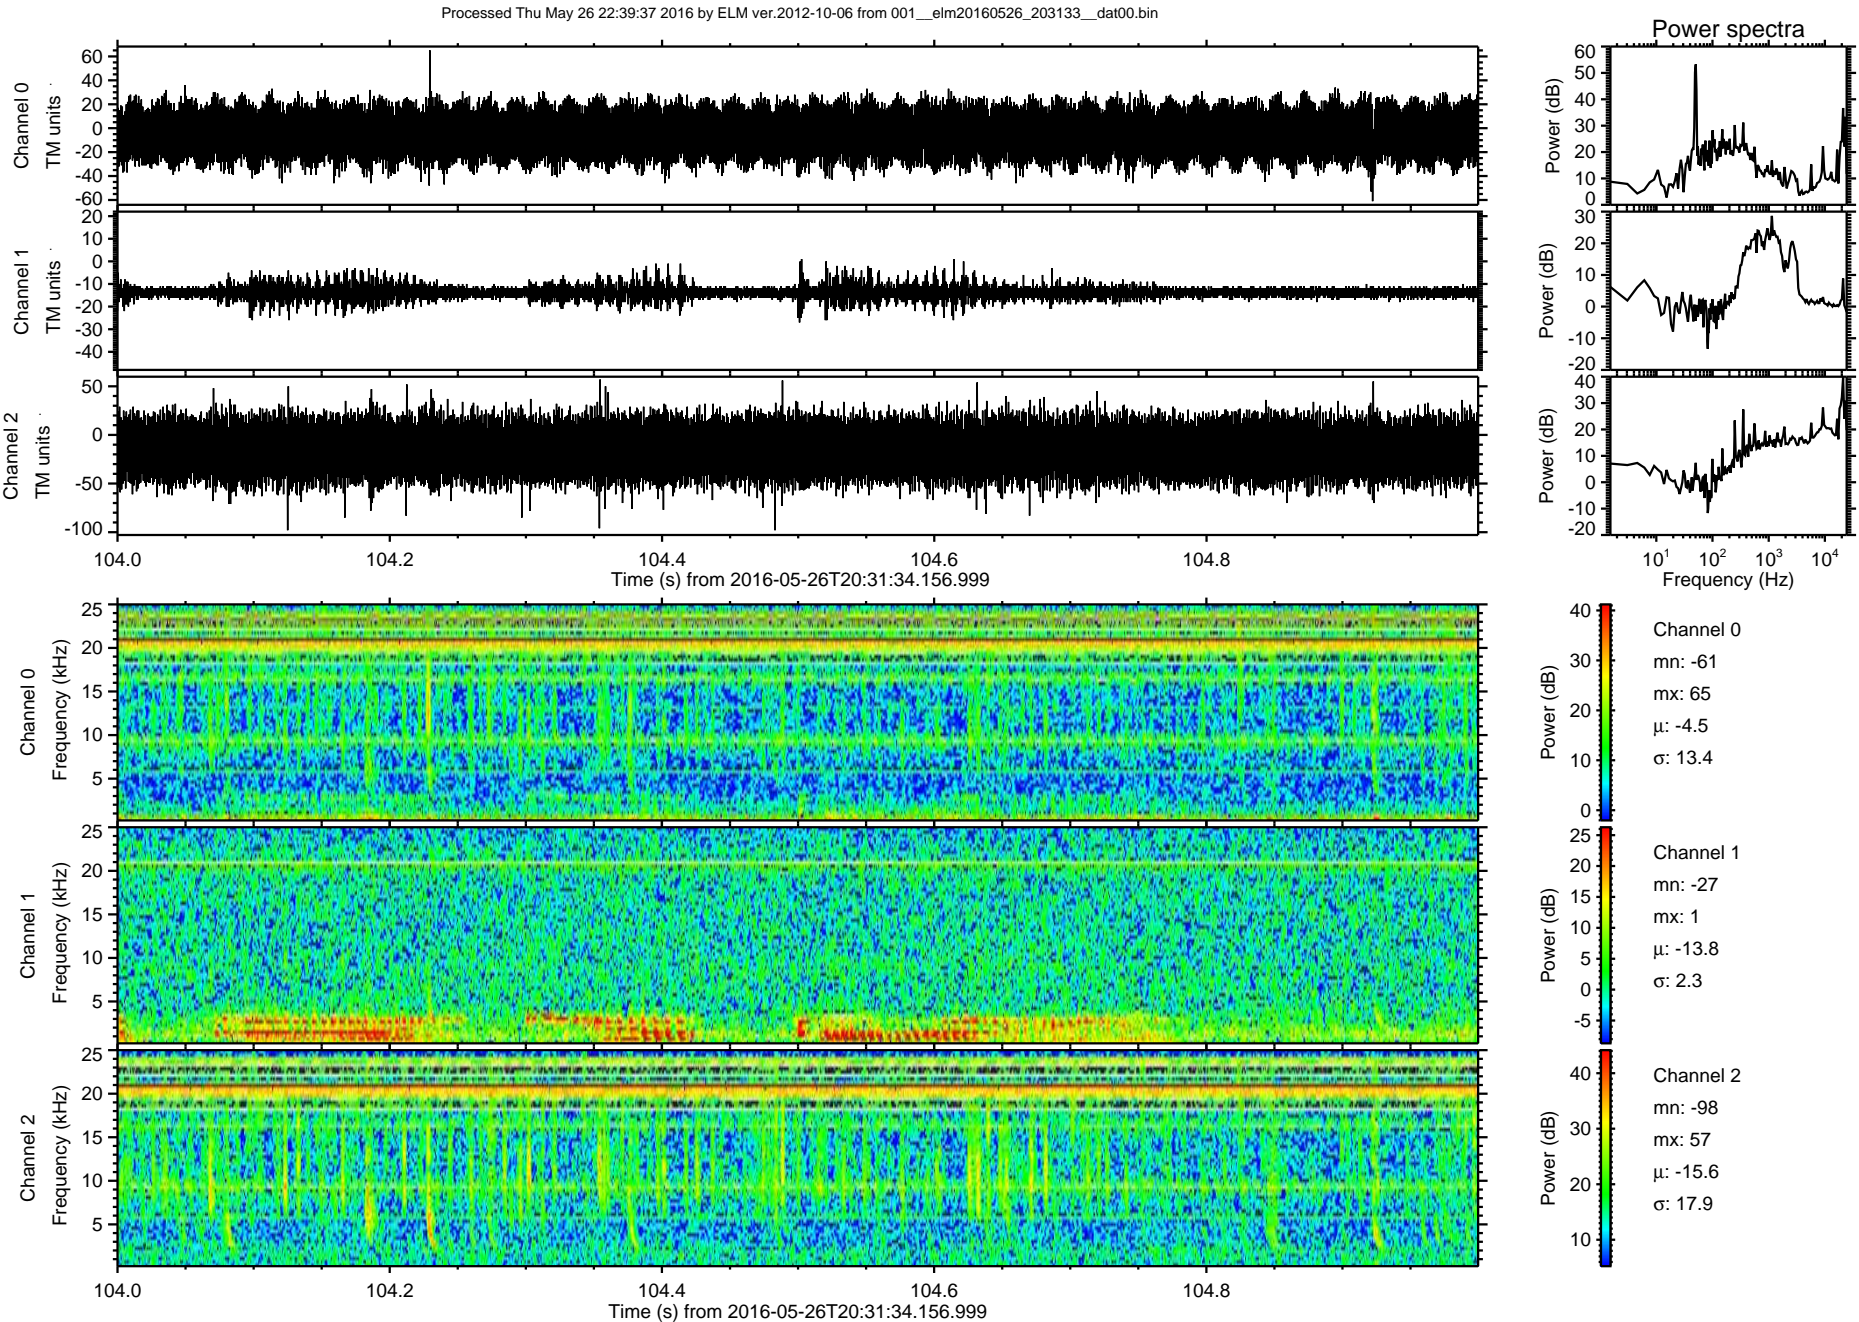 Processed Thu May 26 22:39:37 2016 by ELM ver.2012-10-06 from 001__elm20160526_203133__dat00.bin
Power spectra
Channel 0
TM units
60
40
20
0
-20
-40
-60
Power (dB)
60
50
40
30
20
10
0
Channel 1
TM units
20
10
0
-10
-20
-30
-40
Power (dB)
30
20
10
0
-10
-20
Channel 2
TM units
50
0
-50
-100
Power (dB)
40
30
20
10
0
-10
-20
104.0 104.2 104.4 104.6 104.8
Time (s) from 2016-05-26T20:31:34.156.999
10¹ 10² 10³ 10⁴
Frequency (Hz)
Channel 0
Frequency (kHz)
25
20
15
10
5
Power (dB)
40
30
20
10
0
Channel 0
mn: -61
mx: 65
μ: -4.5
σ: 13.4
Channel 1
Frequency (kHz)
25
20
15
10
5
Power (dB)
25
20
15
10
5
0
-5
Channel 1
mn: -27
mx: 1
μ: -13.8
σ: 2.3
Channel 2
Frequency (kHz)
25
20
15
10
5
Power (dB)
40
30
20
10
Channel 2
mn: -98
mx: 57
μ: -15.6
σ: 17.9
104.0 104.2 104.4 104.6 104.8
Time (s) from 2016-05-26T20:31:34.156.999